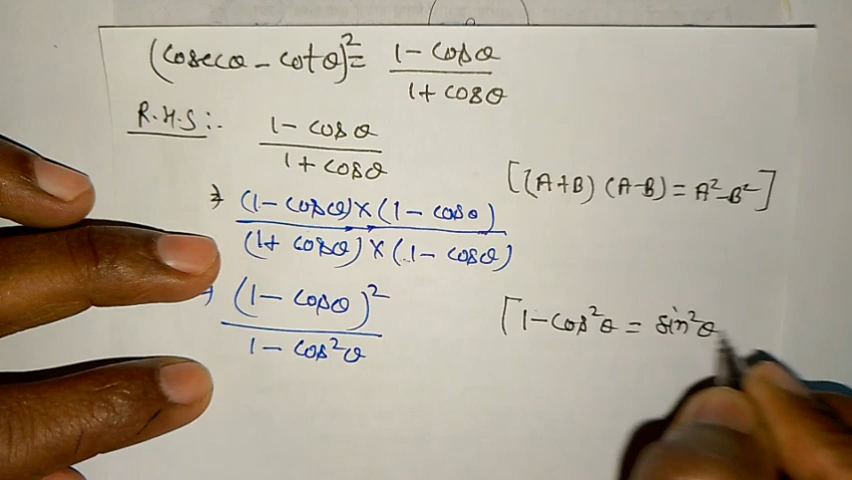 (cosecθ - cotθ)² = (1 - cosθ)/(1 + cosθ)
R.H.S:-
(1 - cosθ)/(1 + cosθ)
[(A+B) (A-B) = A²-B²]
⇒ ((1 - cosθ) × (1 - cosθ))/((1 + cosθ) × (1 - cosθ))
⇒ (1 - cosθ)²/(1 - cos²θ)
[1 - cos²θ = sin²θ